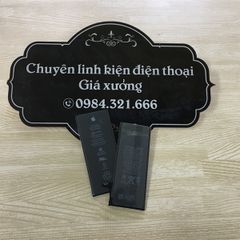 Chuyên linh kiện điện thoại
Giá xưởng
0984.321.666